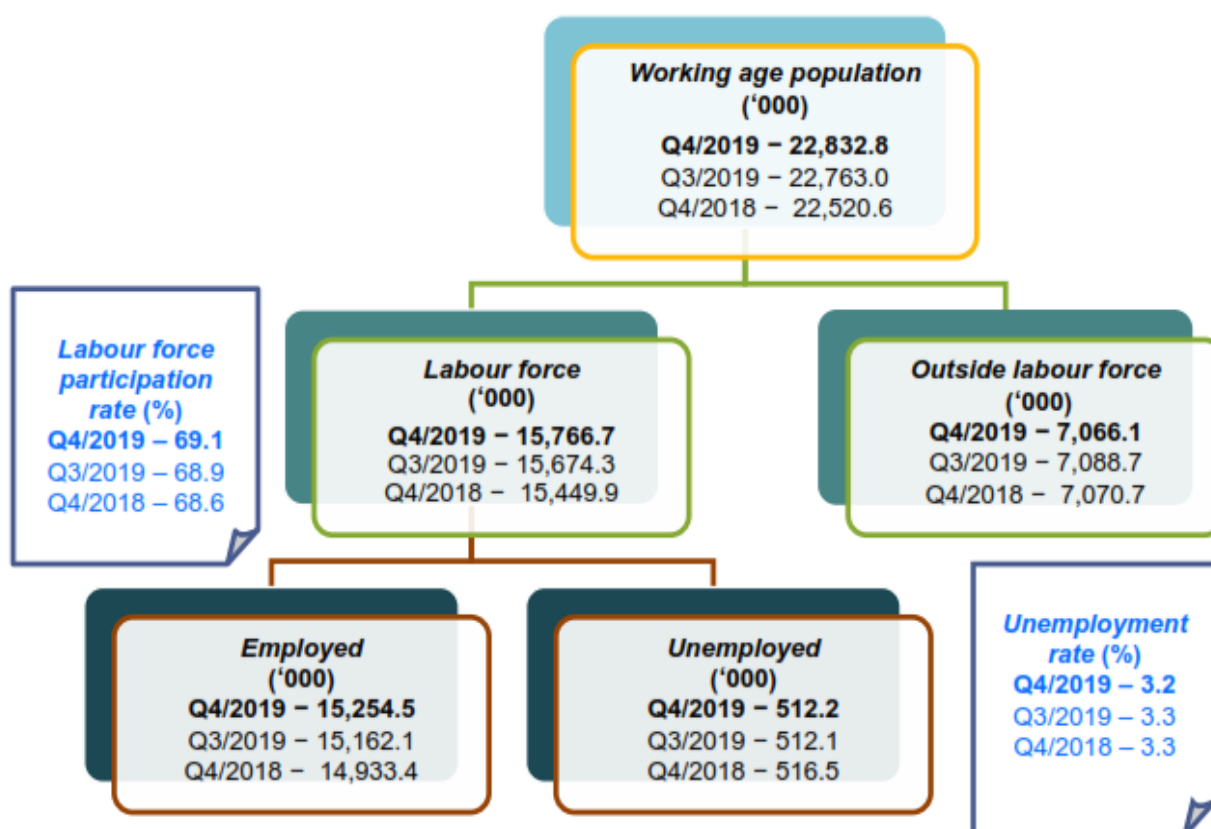 Working age population
(‘000)
Q4/2019 – 22,832.8
Q3/2019 – 22,763.0
Q4/2018 – 22,520.6
Labour force
participation
rate (%)
Q4/2019 – 69.1
Q3/2019 – 68.9
Q4/2018 – 68.6
Labour force
(‘000)
Q4/2019 – 15,766.7
Q3/2019 – 15,674.3
Q4/2018 – 15,449.9
Outside labour force
(‘000)
Q4/2019 – 7,066.1
Q3/2019 – 7,088.7
Q4/2018 – 7,070.7
Employed
(‘000)
Q4/2019 – 15,254.5
Q3/2019 – 15,162.1
Q4/2018 – 14,933.4
Unemployed
(‘000)
Q4/2019 – 512.2
Q3/2019 – 512.1
Q4/2018 – 516.5
Unemployment
rate (%)
Q4/2019 – 3.2
Q3/2019 – 3.3
Q4/2018 – 3.3